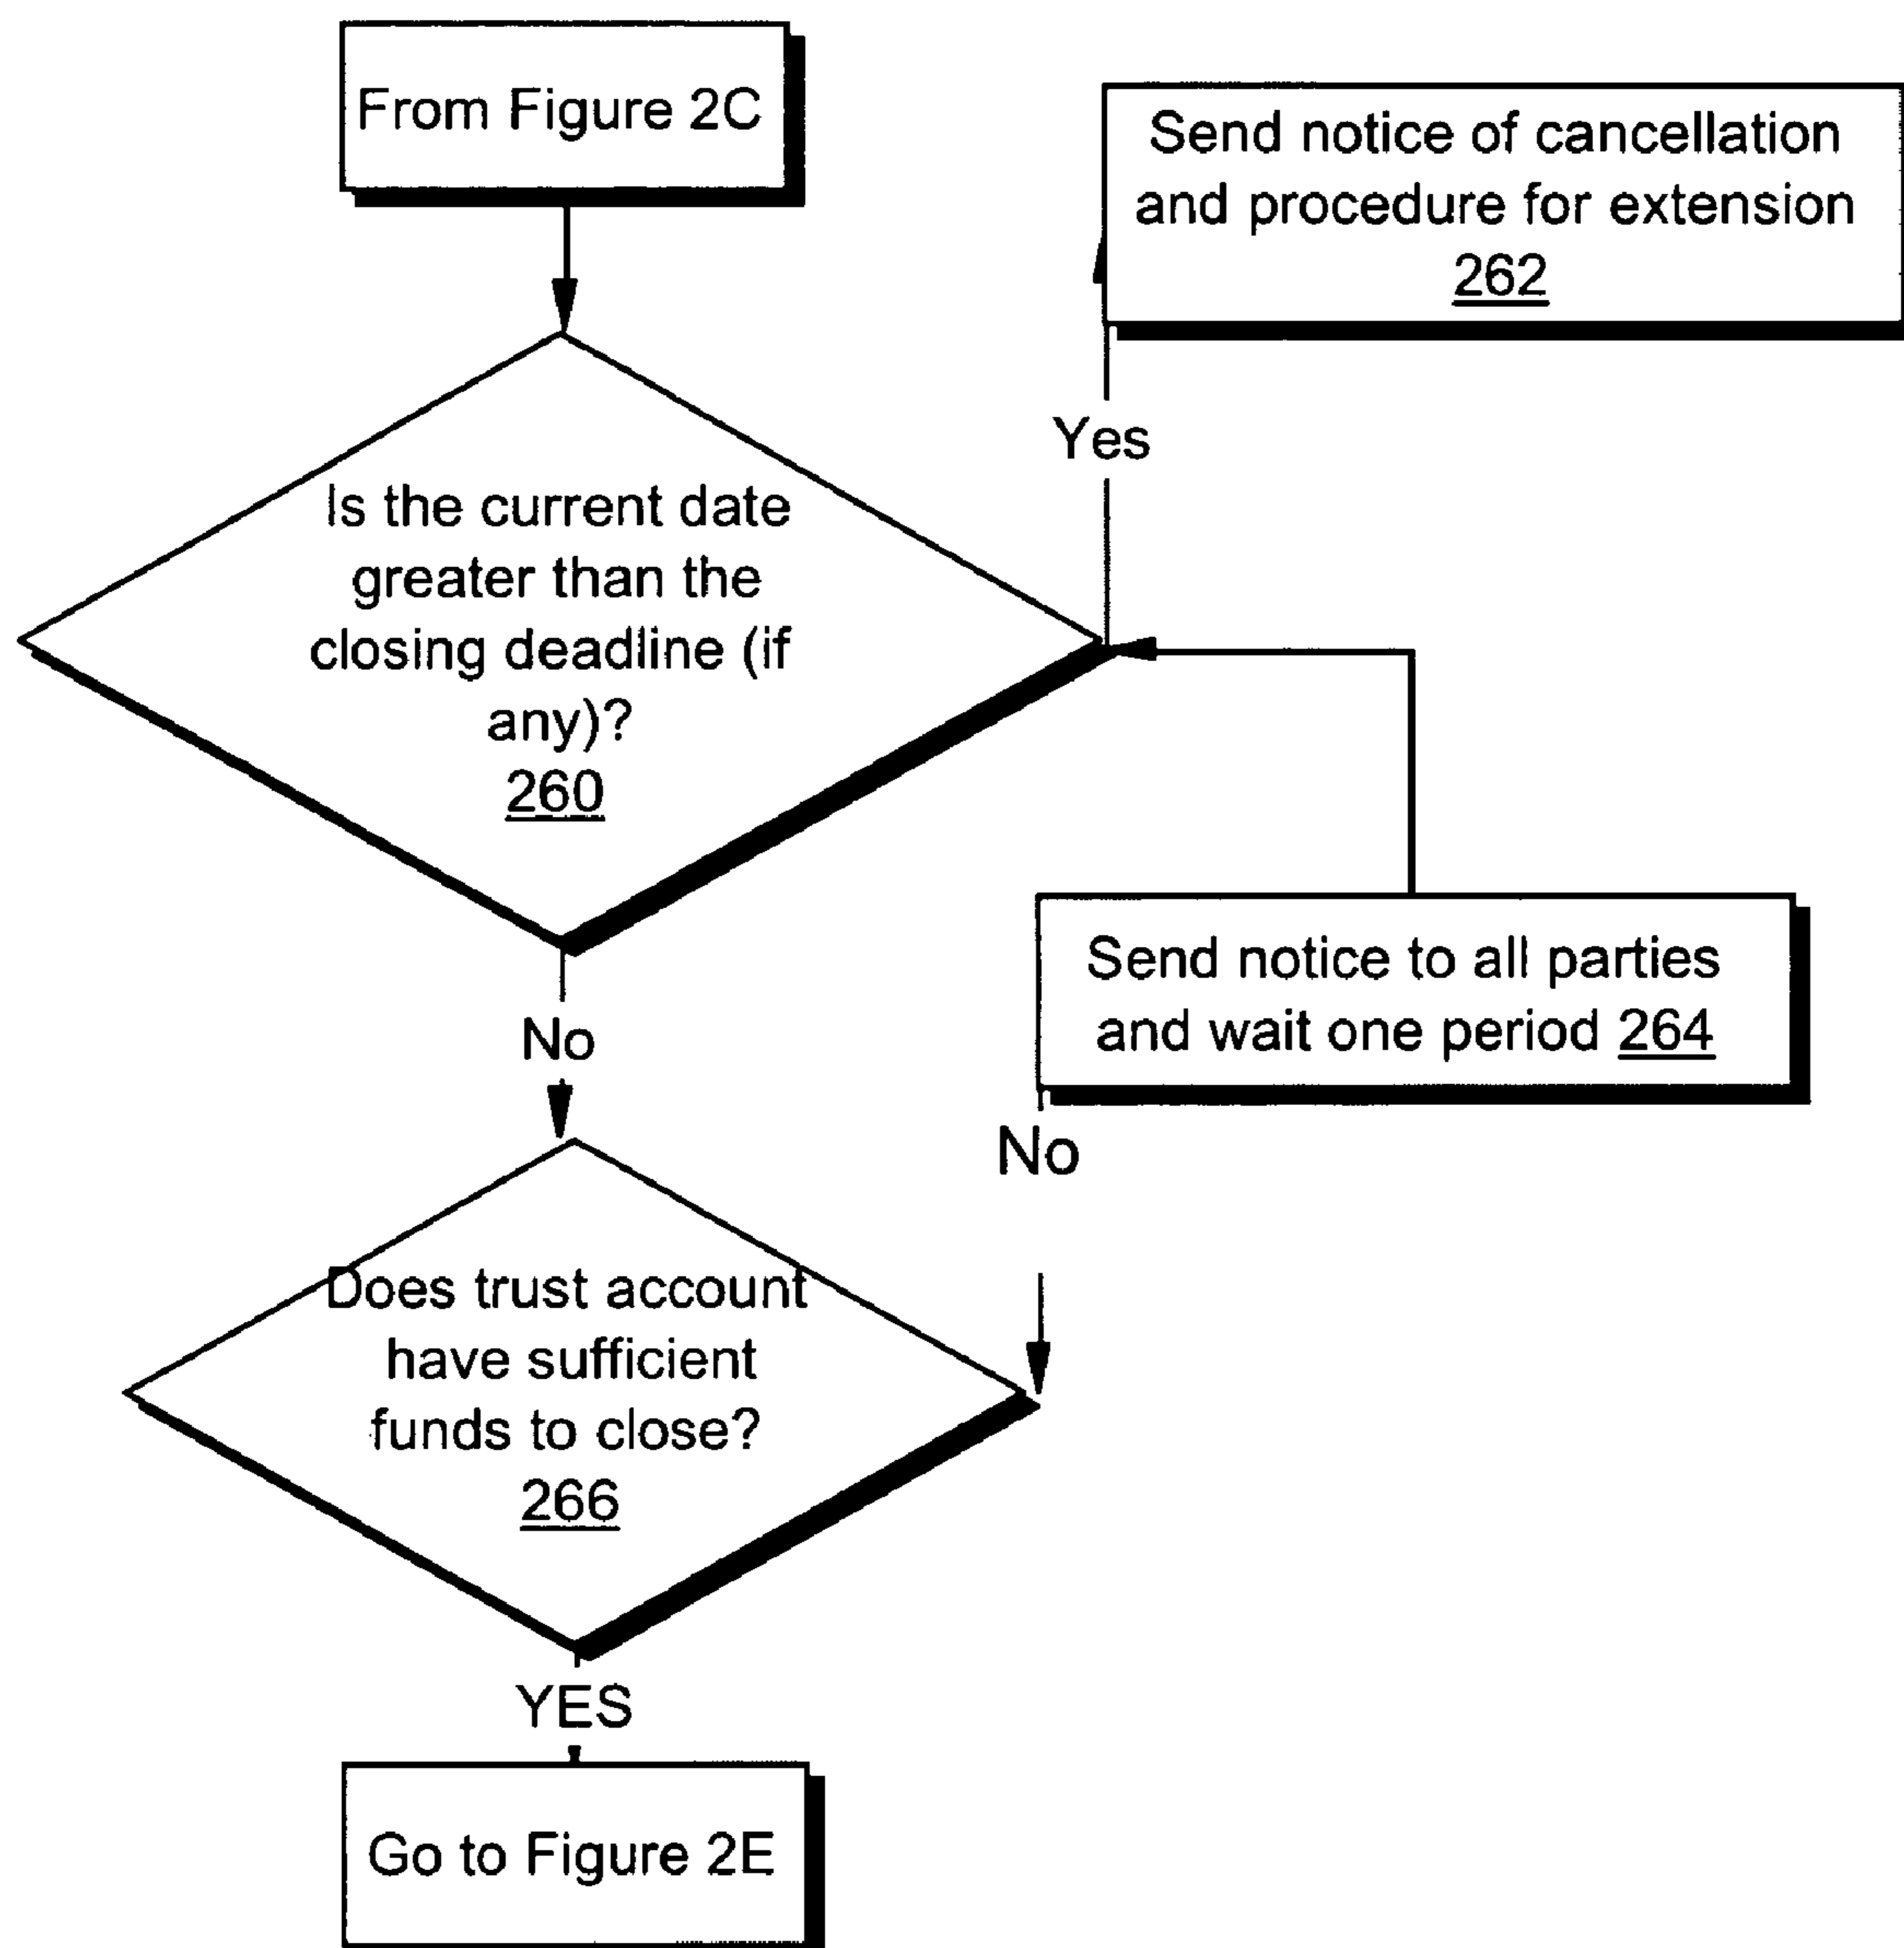 From Figure 2C
Send notice of cancellation
and procedure for extension
262
Yes
Is the current date
greater than the
closing deadline (if
any)?
260
Send notice to all parties
and wait one period 264
No
No
Does trust account
have sufficient
funds to close?
266
YES
Go to Figure 2E